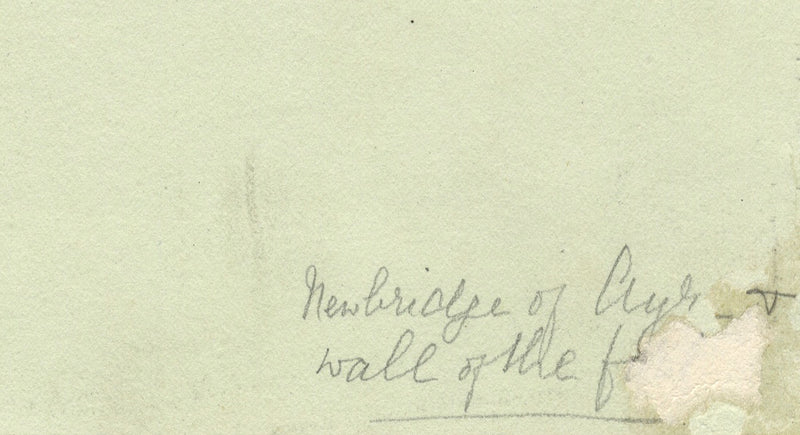 Newbridge of Ayr - &
wall of the f